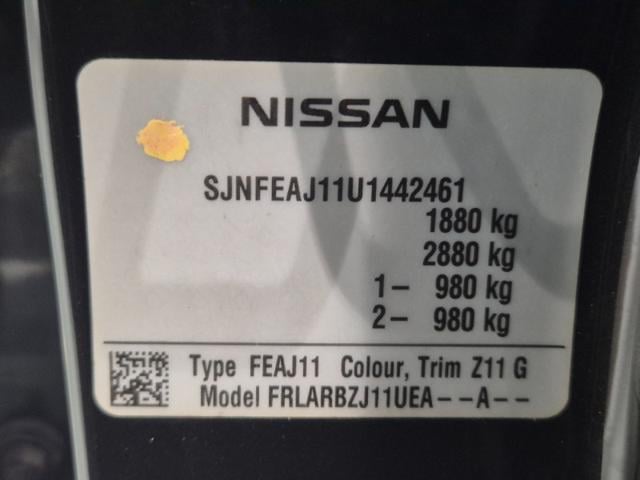 NISSAN
SJNFEAJ11U1442461
1880 kg
2880 kg
1– 980 kg
2– 980 kg
Type FEAJ11 Colour, Trim Z11 G
Model FRLARBZJ11UEA––A––